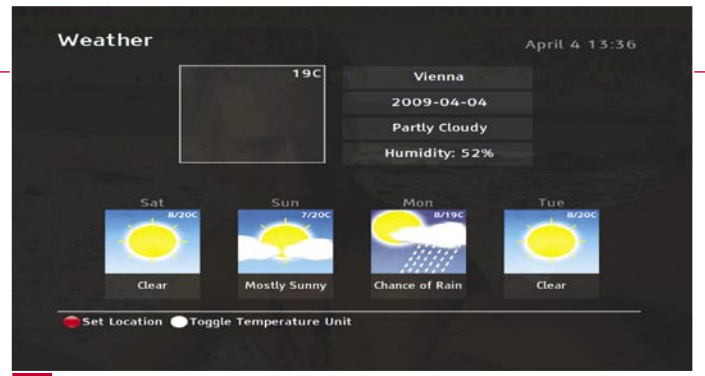 Weather
April 4 13:36
19C
Vienna
2009-04-04
Partly Cloudy
Humidity: 52%
Sat Sun Mon Tue
8/20C 7/20C 8/19C 8/20C
Clear Mostly Sunny Chance of Rain Clear
Set Location Toggle Temperature Unit